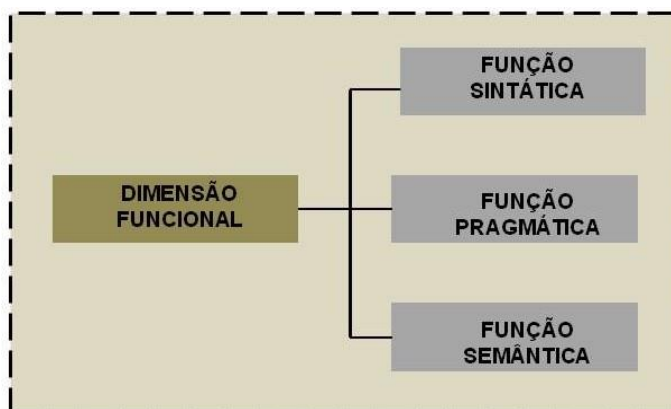 FUNÇÃO
SINTÁTICA
DIMENSÃO
FUNCIONAL
FUNÇÃO
PRAGMÁTICA
FUNÇÃO
SEMÂNTICA